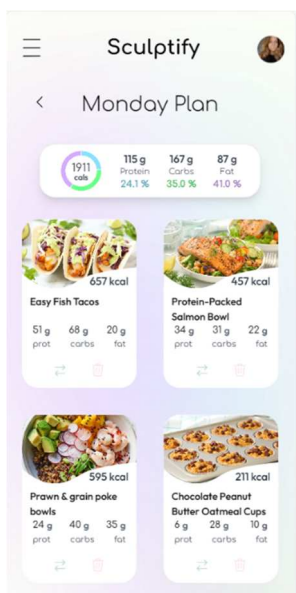 Sculptify
Monday Plan
1911
cals
115 g 167 g 87 g
Protein Carbs Fat
24.1 % 35.0 % 41.0 %
657 kcal
Easy Fish Tacos
51 g 68 g 20 g
prot carbs fat
457 kcal
Protein-Packed
Salmon Bowl
34 g 31 g 22 g
prot carbs fat
595 kcal
Prawn & grain poke
bowls
24 g 40 g 35 g
prot carbs fat
211 kcal
Chocolate Peanut
Butter Oatmeal Cups
6 g 28 g 10 g
prot carbs fat